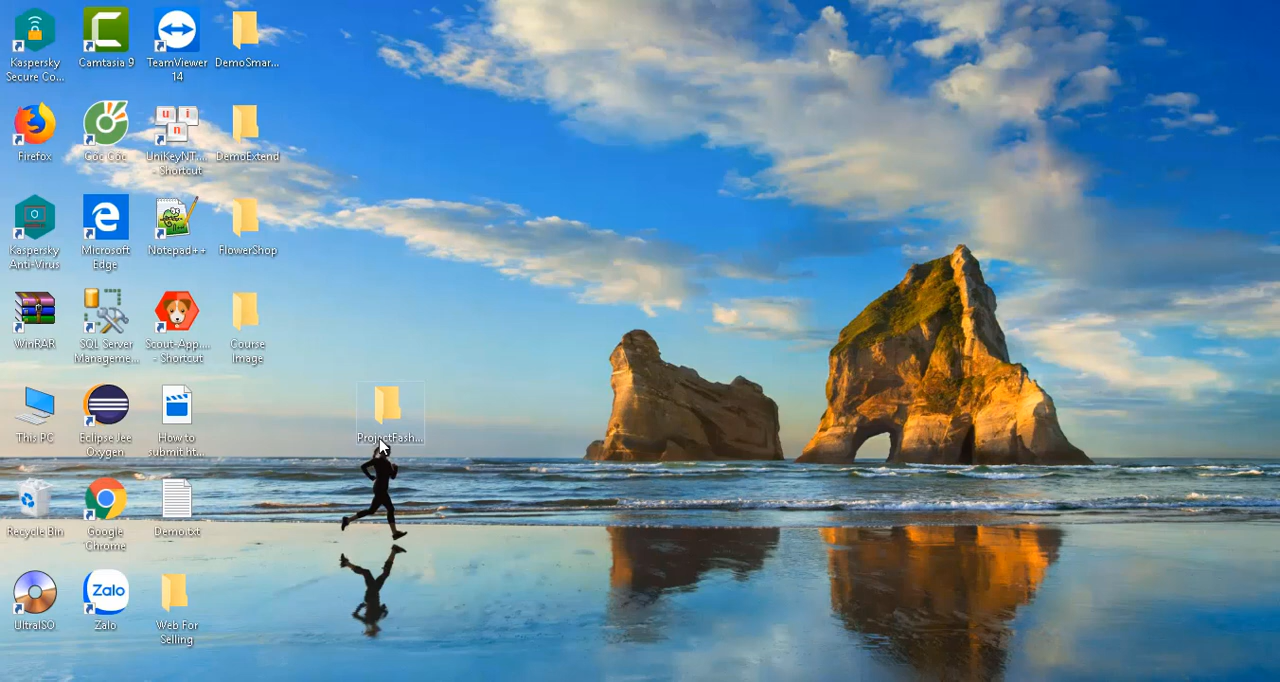 Kaspersky
Secure Co...
Camtasia 9
TeamViewer
14
DemoSmar...
Firefox
Cốc Cốc
UniKeyNT....
- Shortcut
DemoExtend
Kaspersky
Anti-Virus
Microsoft
Edge
Notepad++
FlowerShop
WinRAR
SQL Server
Manageme...
Scout-App....
- Shortcut
Course
Image
This PC
Eclipse Jee
Oxygen
How to
submit.ht...
ProjectFash...
Recycle Bin
Google
Chrome
Demo.txt
UltraISO
Zalo
Zalo
Web For
Selling